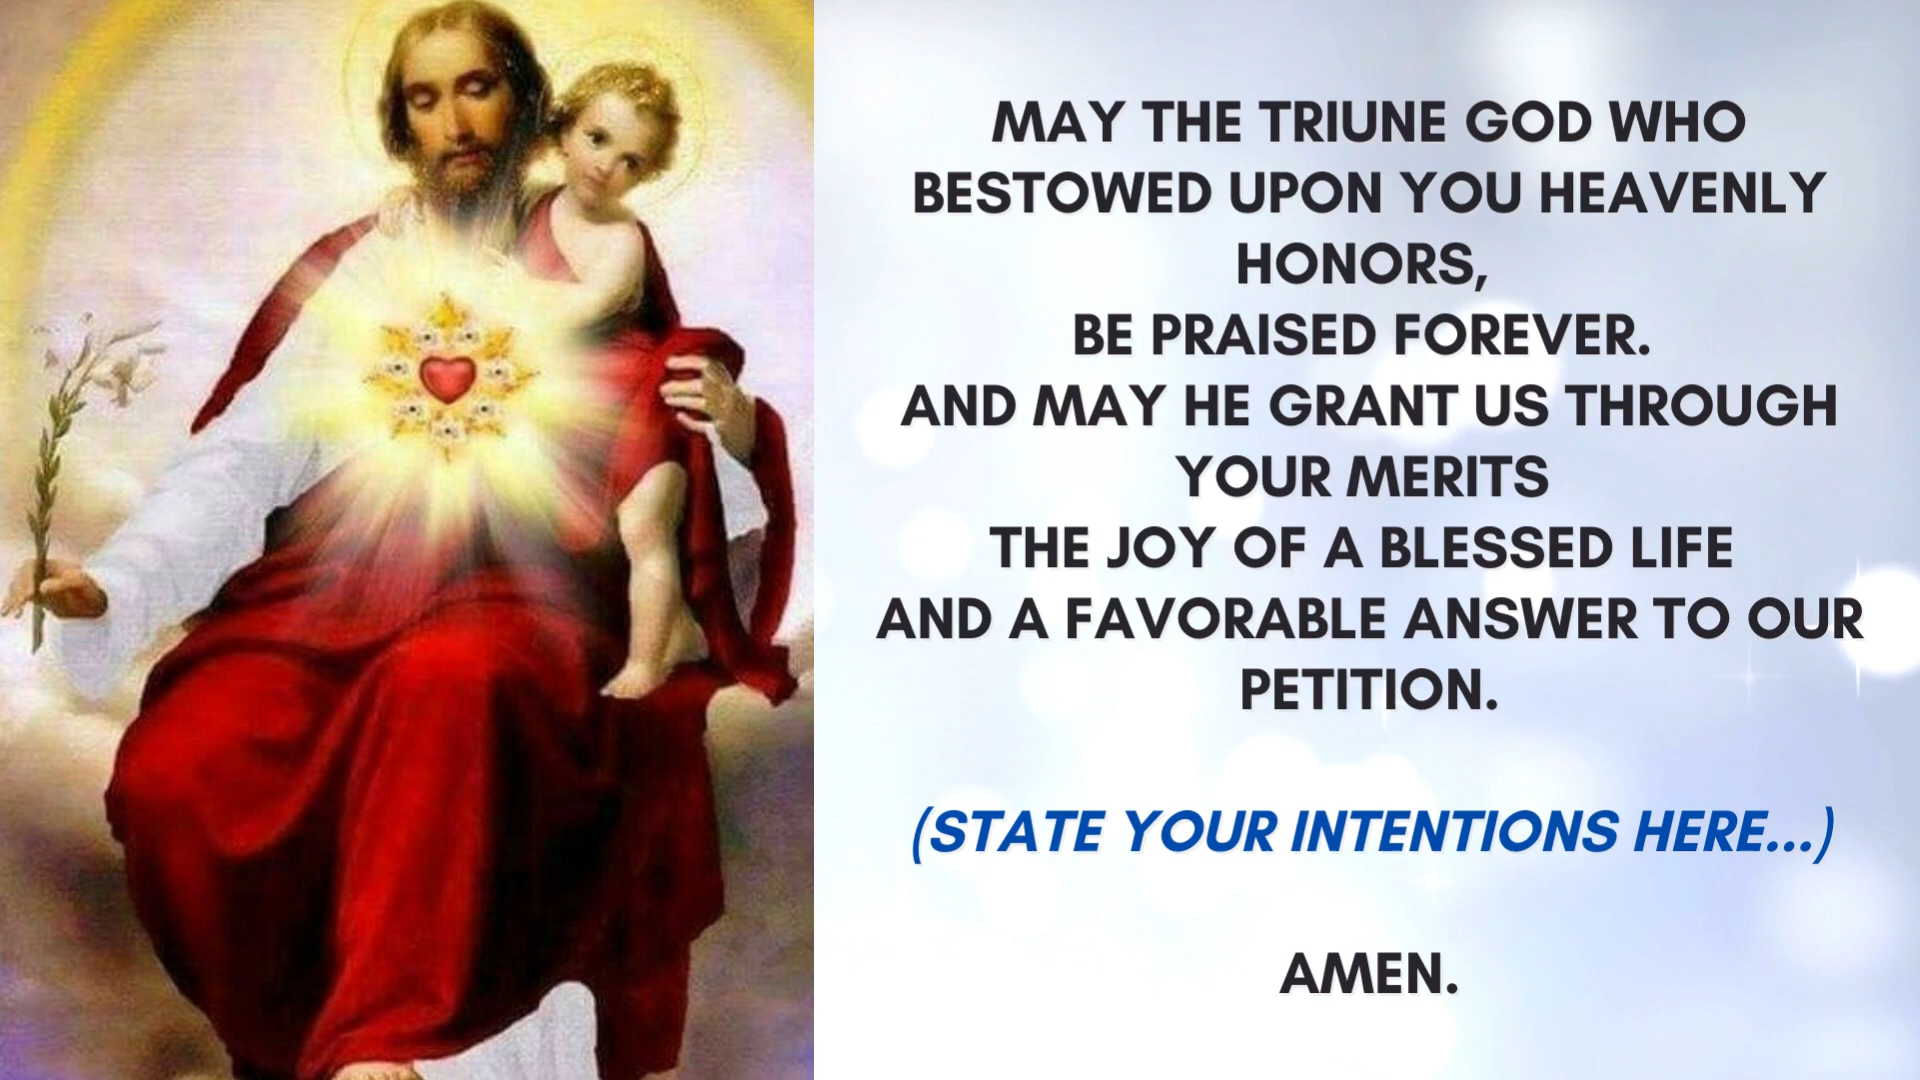 MAY THE TRIUNE GOD WHO
BESTOWED UPON YOU HEAVENLY
HONORS,
BE PRAISED FOREVER.
AND MAY HE GRANT US THROUGH
YOUR MERITS
THE JOY OF A BLESSED LIFE
AND A FAVORABLE ANSWER TO OUR
PETITION.
(STATE YOUR INTENTIONS HERE...)
AMEN.